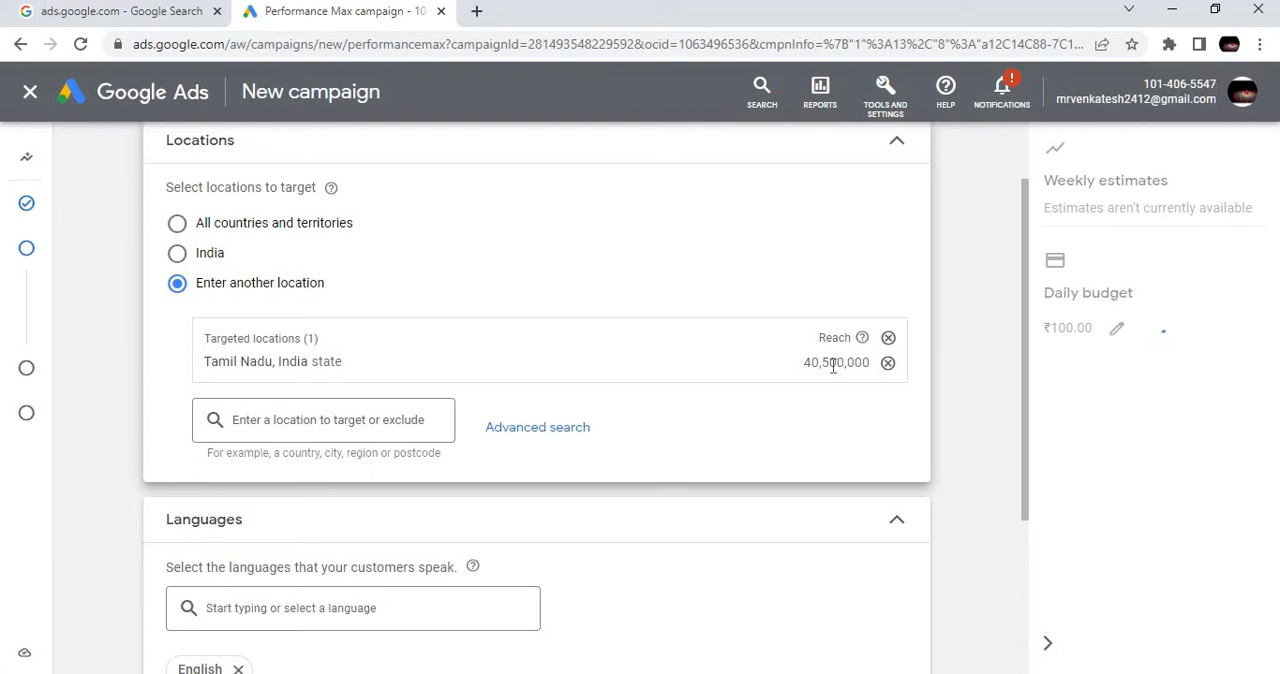 ads.google.com - Google Search
Performance Max campaign - 10
ads.google.com/aw/campaigns/new/performancemax?campaignId=281493548229592&ocid=1063496536&cmpnInfo=%7B"1"%3A13%2C"8"%3A"a12C14C88-7C1...
Google Ads
New campaign
SEARCH
REPORTS
TOOLS AND SETTINGS
HELP
!
NOTIFICATIONS
101-406-5547
mrvenkatesh2412@gmail.com
Locations
Select locations to target
All countries and territories
India
Enter another location
Targeted locations (1)
Reach
Tamil Nadu, India state
40,500,000
Enter a location to target or exclude
Advanced search
For example, a country, city, region or postcode
Languages
Select the languages that your customers speak.
Start typing or select a language
English
Weekly estimates
Estimates aren't currently available
Daily budget
₹100.00